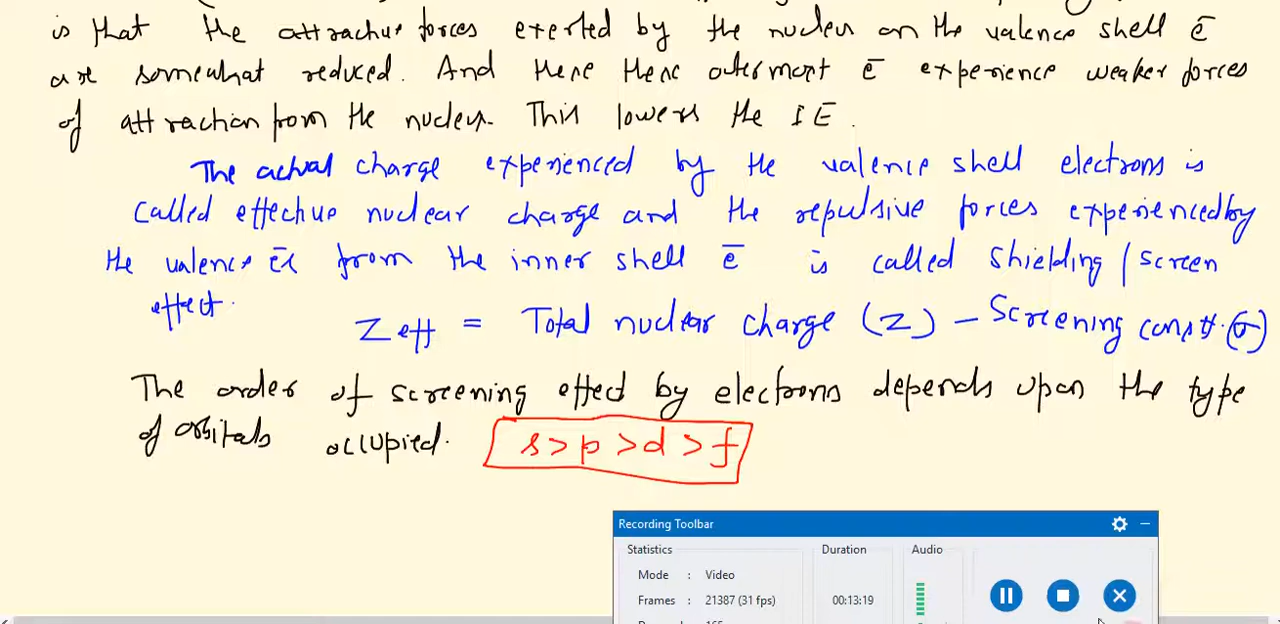 is that the attractive forces exerted by the nucleus on the valence shell ē
are somewhat reduced. And Hence the outermost ē experience weaker forces
of attraction from the nucleus. This lowers the IE.
The actual charge experienced by the valence shell electrons is
called effective nuclear charge and the repulsive forces experienced by
the valence ēs from the inner shell ē is called shielding / screen
effect.
Zeff = Total nuclear charge (Z) – Screening constt. (σ)
The order of screening effect by electrons depends upon the type
of orbitals occupied. s > p > d > f
Recording Toolbar
Statistics Duration Audio
Mode : Video
Frames : 21387 (31 fps) 00:13:19